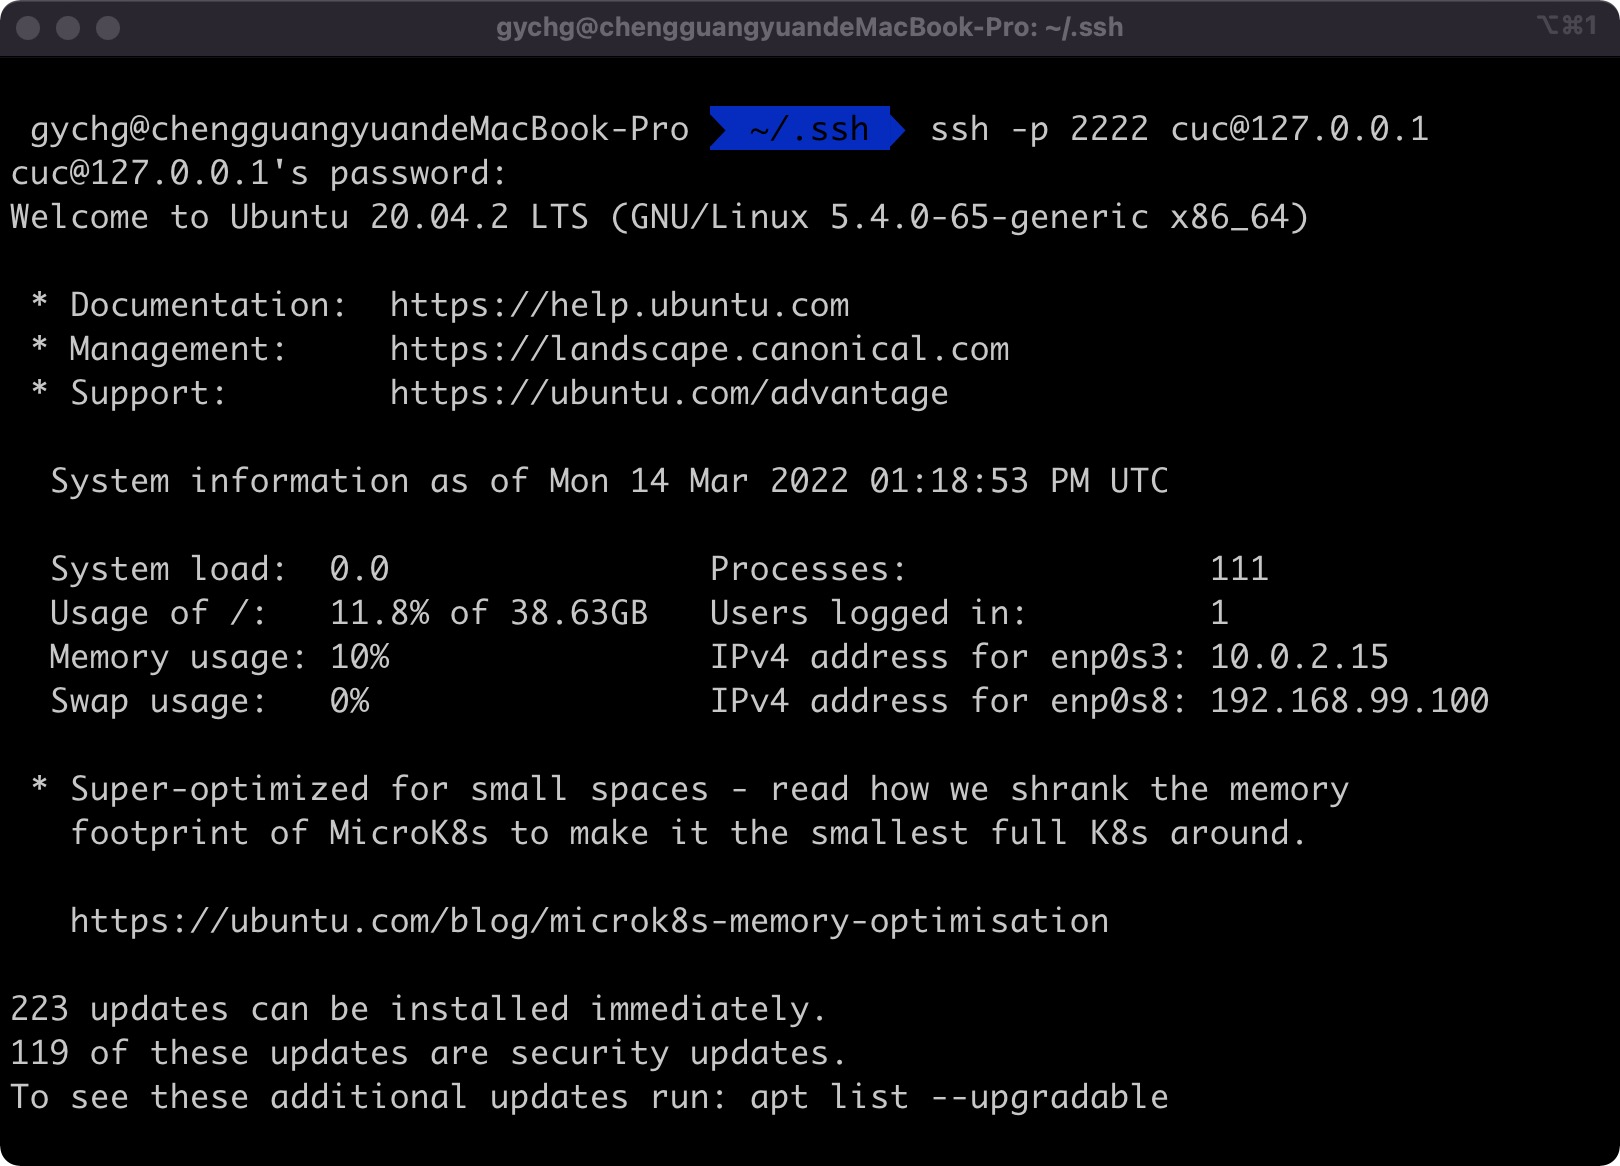 gychg@chengguangyuandeMacBook-Pro: ~/.ssh ⌥⌘1
gychg@chengguangyuandeMacBook-Pro ~/.ssh ssh -p 2222 cuc@127.0.0.1
cuc@127.0.0.1's password:
Welcome to Ubuntu 20.04.2 LTS (GNU/Linux 5.4.0-65-generic x86_64)
* Documentation: https://help.ubuntu.com
* Management: https://landscape.canonical.com
* Support: https://ubuntu.com/advantage
System information as of Mon 14 Mar 2022 01:18:53 PM UTC
System load: 0.0 Processes: 111
Usage of /: 11.8% of 38.63GB Users logged in: 1
Memory usage: 10% IPv4 address for enp0s3: 10.0.2.15
Swap usage: 0% IPv4 address for enp0s8: 192.168.99.100
* Super-optimized for small spaces - read how we shrank the memory
footprint of MicroK8s to make it the smallest full K8s around.
https://ubuntu.com/blog/microk8s-memory-optimisation
223 updates can be installed immediately.
119 of these updates are security updates.
To see these additional updates run: apt list --upgradable